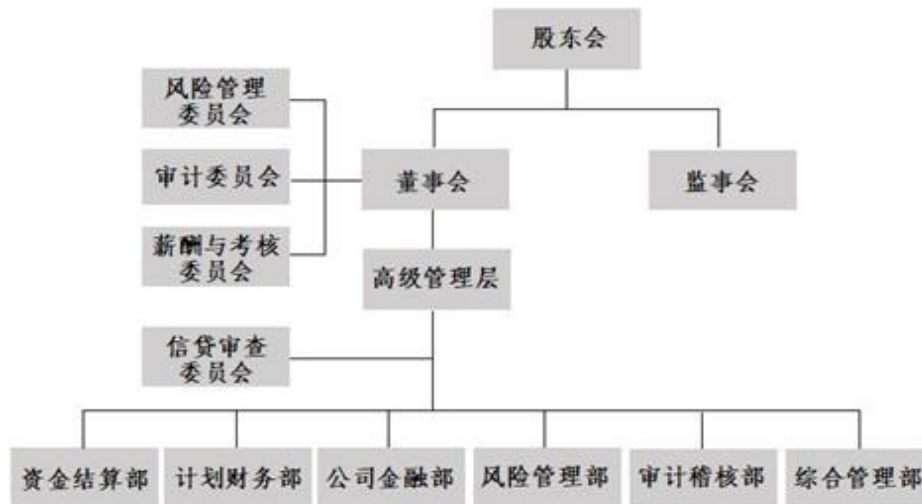 股东会
风险管理
委员会
审计委员会
董事会
监事会
薪酬与考核
委员会
高级管理层
信贷审查
委员会
资金结算部
计划财务部
公司金融部
风险管理部
审计稽核部
综合管理部